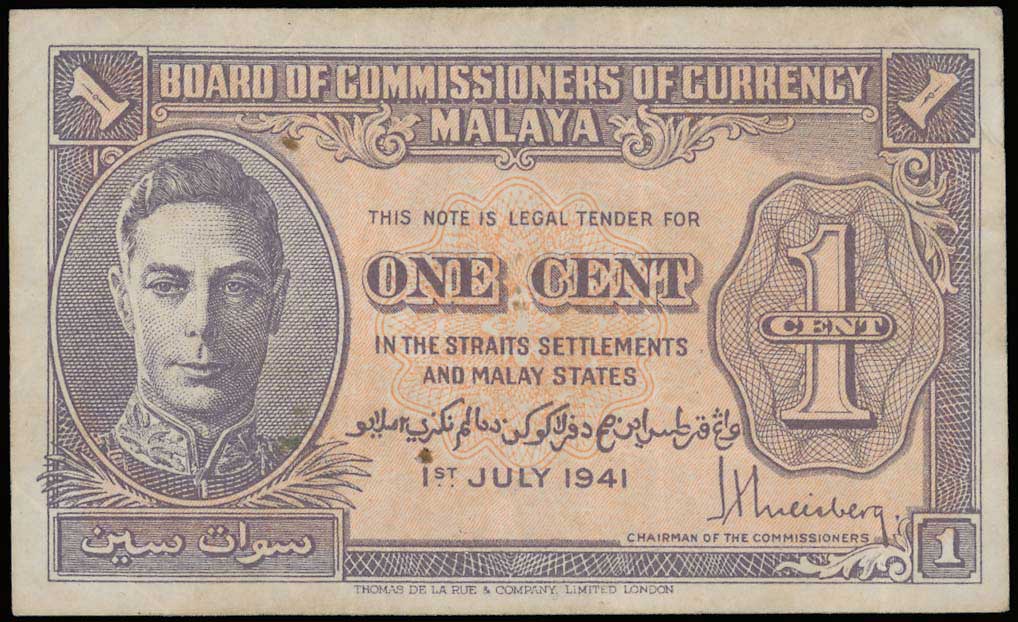 1 BOARD OF COMMISSIONERS OF CURRENCY 1
MALAYA
THIS NOTE IS LEGAL TENDER FOR
ONE CENT
IN THE STRAITS SETTLEMENTS
AND MALAY STATES
1
CENT
1ST JULY 1941
CHAIRMAN OF THE COMMISSIONERS
سوات سين
1
THOMAS DE LA RUE & COMPANY, LIMITED LONDON